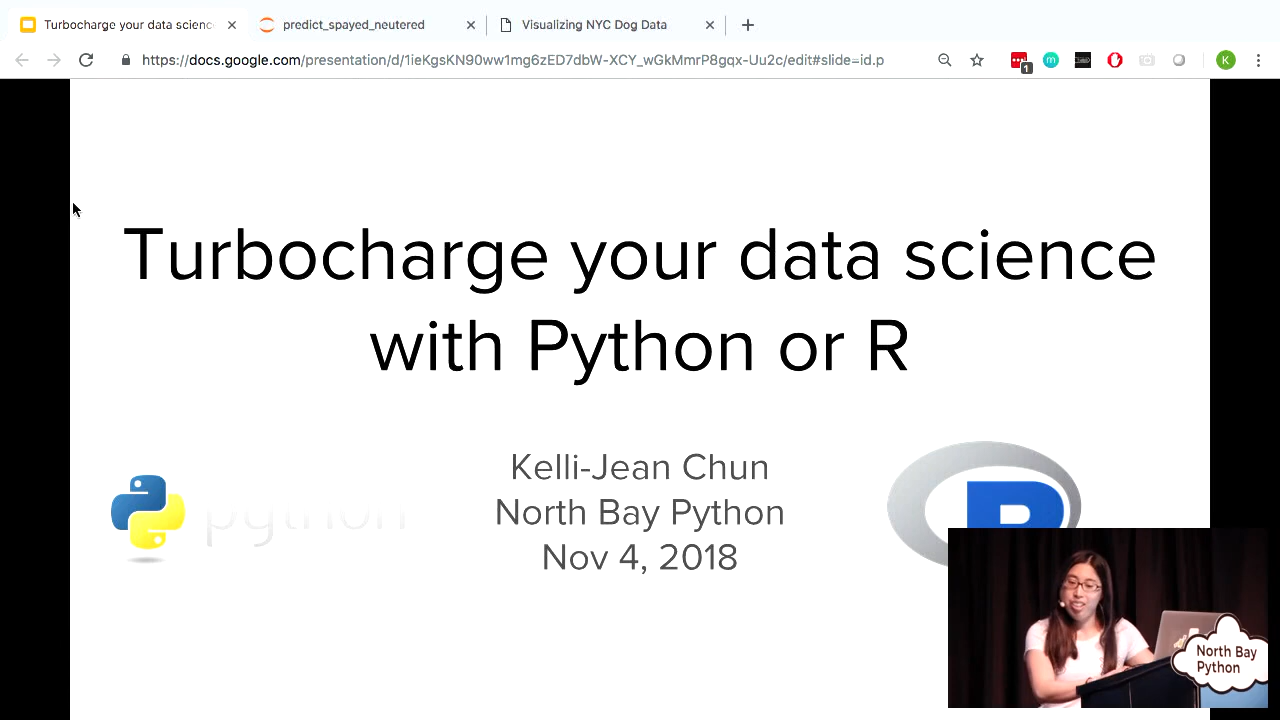 Turbocharge your data scienc
predict_spayed_neutered
Visualizing NYC Dog Data
https://docs.google.com/presentation/d/1ieKgsKN90ww1mg6zED7dbW-XCY_wGkMmrP8gqx-Uu2c/edit#slide=id.p
1
m
K
Turbocharge your data science
with Python or R
Kelli-Jean Chun
North Bay Python
Nov 4, 2018
python
R
North Bay
Python